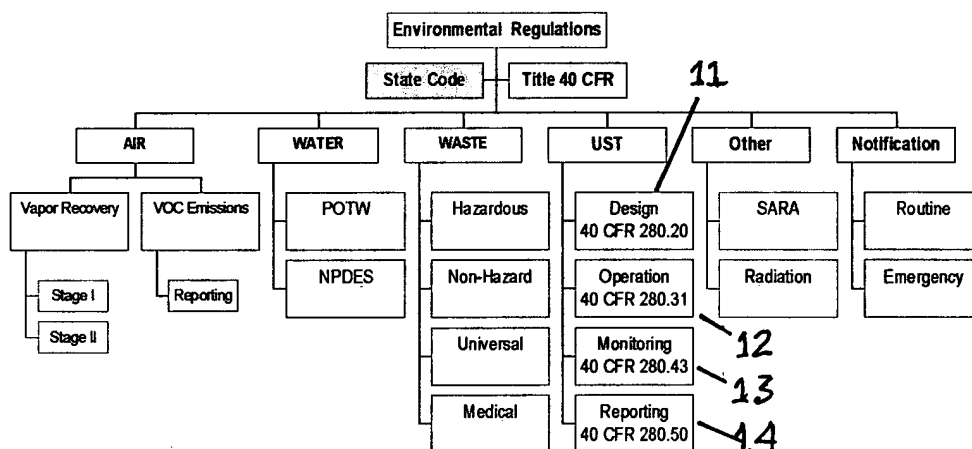 Environmental Regulations
State Code
Title 40 CFR
11
AIR
WATER
WASTE
UST
Other
Notification
Vapor Recovery
VOC Emissions
POTW
Hazardous
Design
40 CFR 280.20
SARA
Routine
Stage I
Reporting
NPDES
Non-Hazard
Operation
40 CFR 280.31
Radiation
Emergency
Stage II
12
Universal
Monitoring
40 CFR 280.43
13
Medical
Reporting
40 CFR 280.50
14